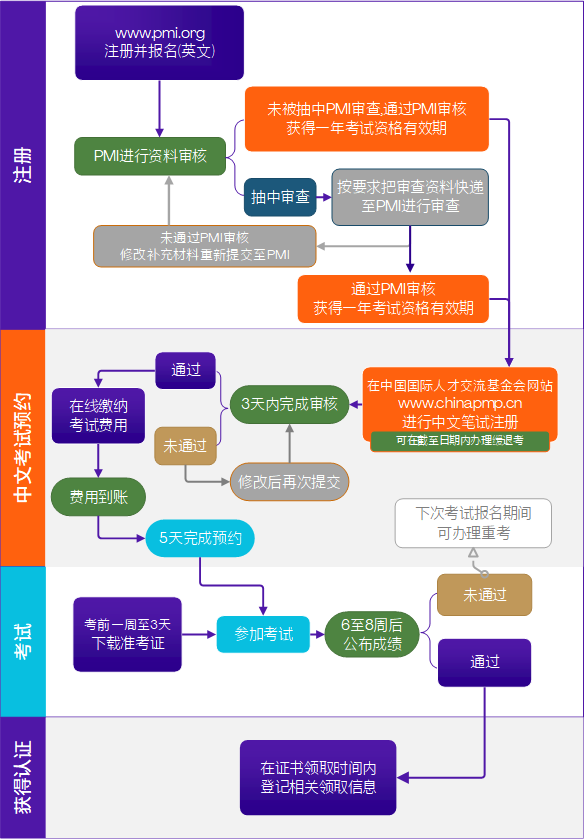 注册
www.pmi.org
注册并报名(英文)
PMI进行资料审核
未被抽中PMI审查,通过PMI审核
获得一年考试资格有效期
抽中审查
按要求把审查资料快递
至PMI进行审查
未通过PMI审核
修改补充材料重新提交至PMI
通过PMI审核
获得一年考试资格有效期
中文考试预约
在中国国际人才交流基金会网站
www.chinapmp.cn
进行中文笔试注册
可在截至日期内办理缓退考
3天内完成审核
通过
在线缴纳
考试费用
未通过
修改后再次提交
费用到账
5天完成预约
下次考试报名期间
可办理重考
考试
考前一周至3天
下载准考证
参加考试
6至8周后
公布成绩
未通过
通过
获得认证
在证书领取时间内
登记相关领取信息